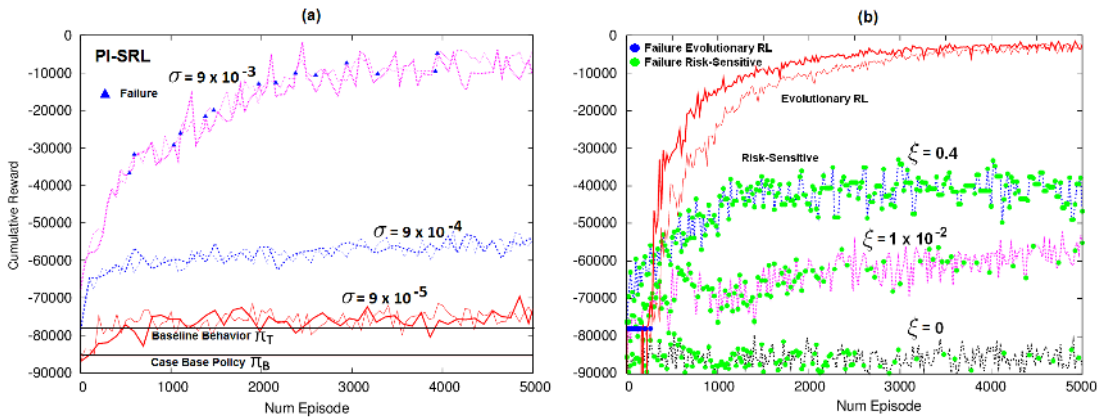 (a)
PI-SRL
Failure
σ = 9 x 10⁻³
σ = 9 x 10⁻⁴
σ = 9 x 10⁻⁵
Baseline Behavior π_T
Case Base Policy π_B
0
-10000
-20000
-30000
-40000
-50000
-60000
-70000
-80000
-90000
Cumulative Reward
0 1000 2000 3000 4000 5000
Num Episode
(b)
Failure Evolutionary RL
Failure Risk-Sensitive
Evolutionary RL
Risk-Sensitive
ξ = 0.4
ξ = 1 x 10⁻²
ξ = 0
0
-10000
-20000
-30000
-40000
-50000
-60000
-70000
-80000
-90000
0 1000 2000 3000 4000 5000
Num Episode